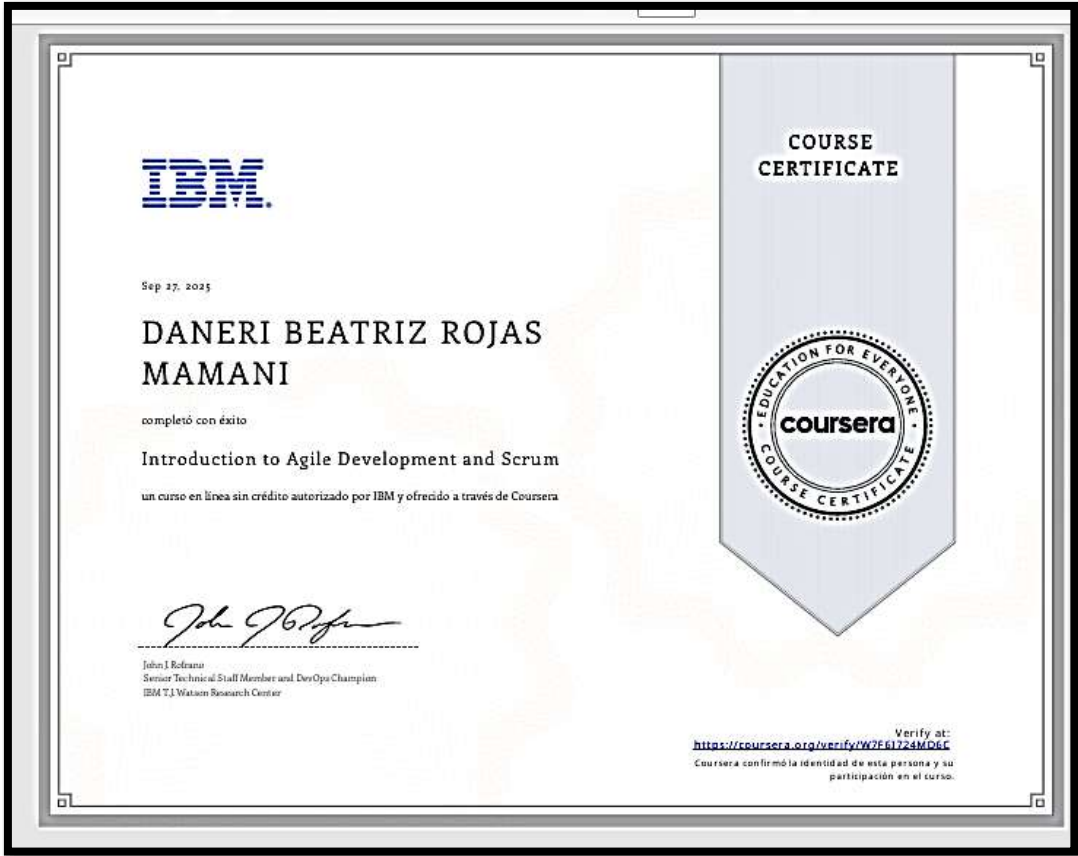 IBM.
Sep 27, 2025
DANERI BEATRIZ ROJAS
MAMANI
completó con éxito
Introduction to Agile Development and Scrum
un curso en línea sin crédito autorizado por IBM y ofrecido a través de Coursera
John J. Rofrano
Senior Technical Staff Member and DevOps Champion
IBM T.J. Watson Research Center
COURSE
CERTIFICATE
EDUCATION FOR EVERYONE
coursera
COURSE CERTIFICATE
Verify at:
https://coursera.org/verify/W7F61724MD6C
Coursera confirmó la identidad de esta persona y su
participación en el curso.